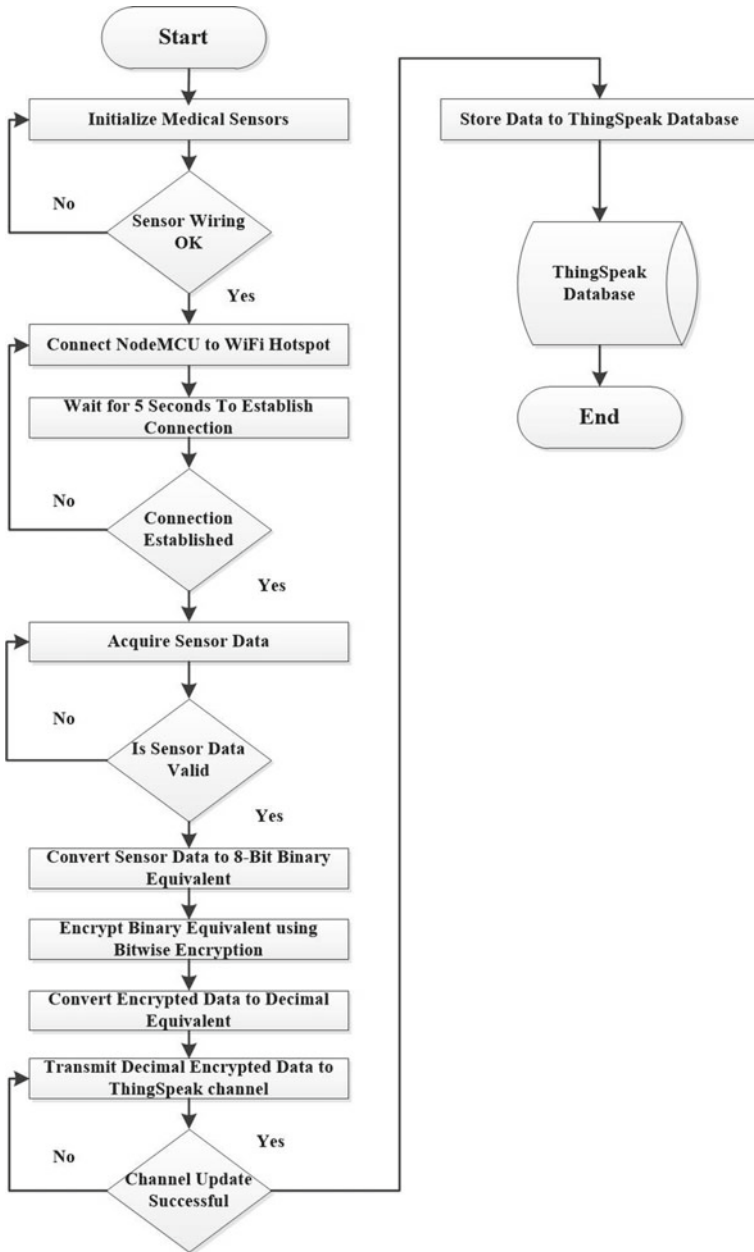 Start
Initialize Medical Sensors
No
Sensor Wiring
OK
Yes
Connect NodeMCU to WiFi Hotspot
Wait for 5 Seconds To Establish
Connection
No
Connection
Established
Yes
Acquire Sensor Data
No
Is Sensor Data
Valid
Yes
Convert Sensor Data to 8-Bit Binary
Equivalent
Encrypt Binary Equivalent using
Bitwise Encryption
Convert Encrypted Data to Decimal
Equivalent
Transmit Decimal Encrypted Data to
ThingSpeak channel
Yes
No
Channel Update
Successful
Store Data to ThingSpeak Database
ThingSpeak
Database
End